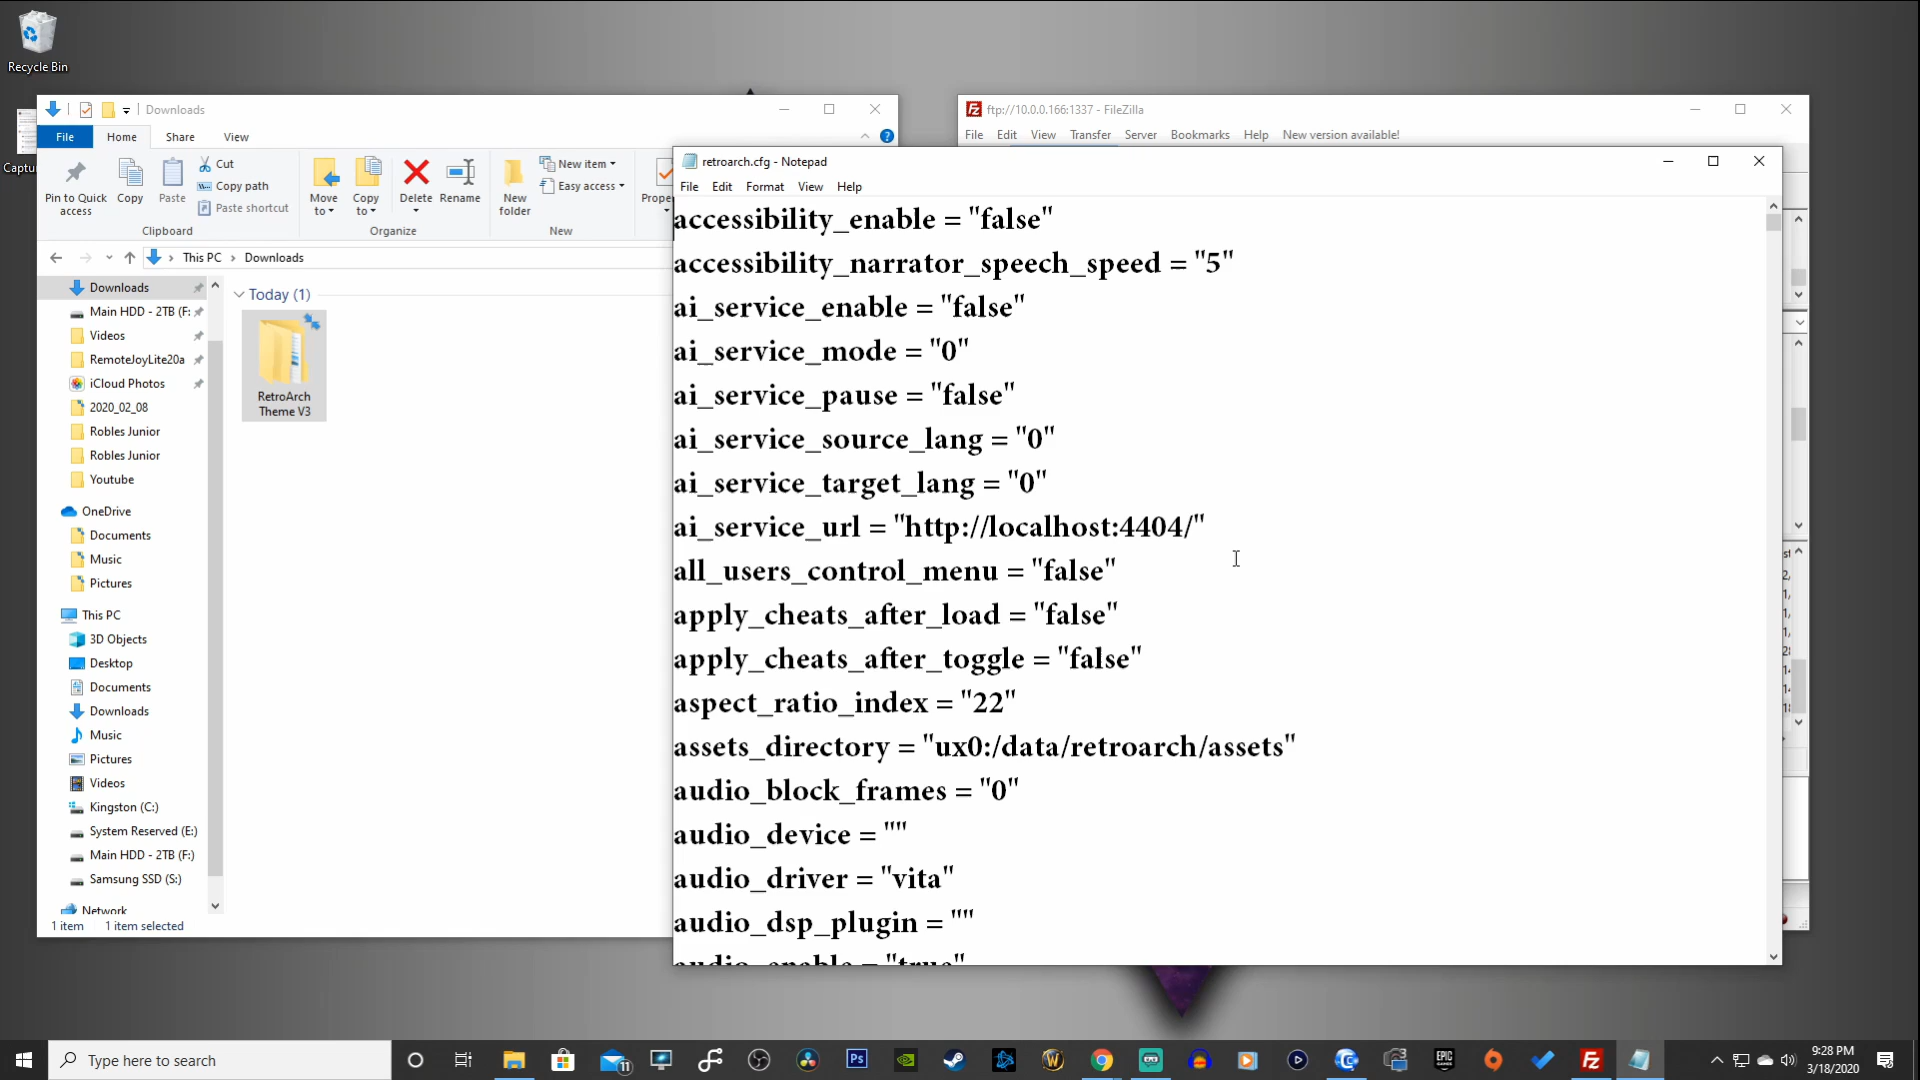 Recycle Bin
Captu
Downloads
File Home Share View
Pin to Quick access
Copy
Paste
Cut
Copy path
Paste shortcut
Clipboard
Move to
Copy to
Delete
Rename
Organize
New folder
New item
Easy access
New
Proper
This PC > Downloads
Downloads
Main HDD - 2TB (F:
Videos
RemoteJoyLite20a
iCloud Photos
2020_02_08
Robles Junior
Robles Junior
Youtube
OneDrive
Documents
Music
Pictures
This PC
3D Objects
Desktop
Documents
Downloads
Music
Pictures
Videos
Kingston (C:)
System Reserved (E:)
Main HDD - 2TB (F:)
Samsung SSD (S:)
Network
Today (1)
RetroArch
Theme V3
1 item 1 item selected
ftp://10.0.0.166:1337 - FileZilla
File Edit View Transfer Server Bookmarks Help New version available!
retroarch.cfg - Notepad
File Edit Format View Help
accessibility_enable = "false"
accessibility_narrator_speech_speed = "5"
ai_service_enable = "false"
ai_service_mode = "0"
ai_service_pause = "false"
ai_service_source_lang = "0"
ai_service_target_lang = "0"
ai_service_url = "http://localhost:4404/"
all_users_control_menu = "false"
apply_cheats_after_load = "false"
apply_cheats_after_toggle = "false"
aspect_ratio_index = "22"
assets_directory = "ux0:/data/retroarch/assets"
audio_block_frames = "0"
audio_device = ""
audio_driver = "vita"
audio_dsp_plugin = ""
audio_enable = "true"
Type here to search
11
Ps
EPIC GAMES
Fz
9:28 PM
3/18/2020